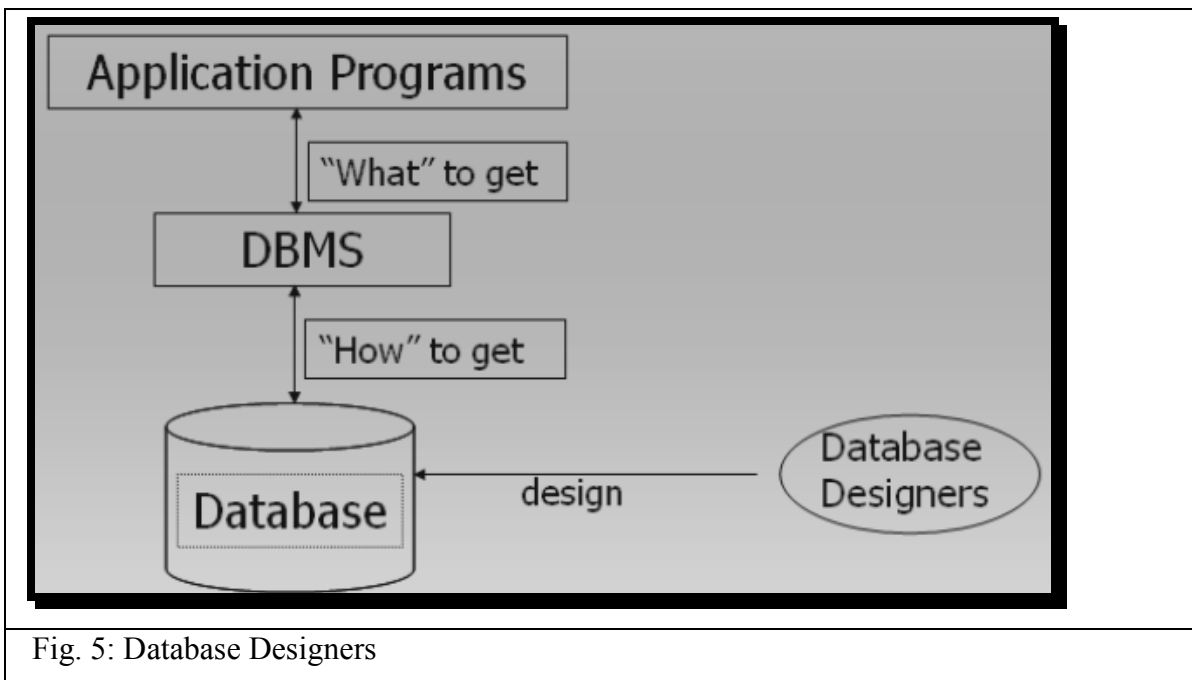 Application Programs
“What” to get
DBMS
“How” to get
Database
design
Database
Designers
Fig. 5: Database Designers